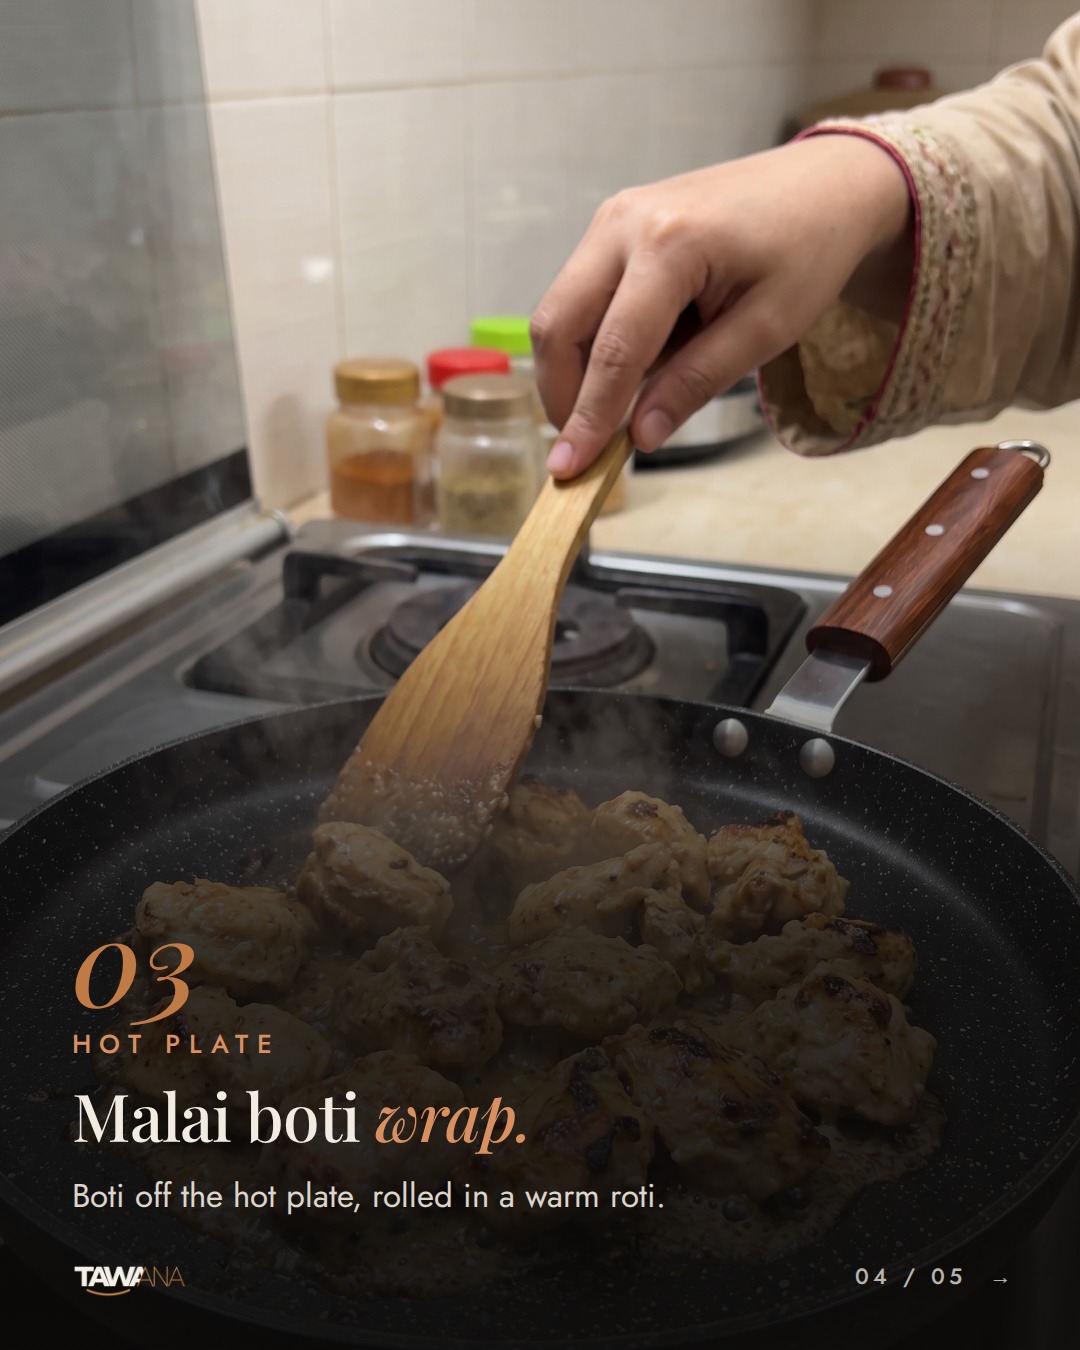 03
HOT PLATE
Malai boti wrap.
Boti off the hot plate, rolled in a warm roti.
TAWAANA
04 / 05 →